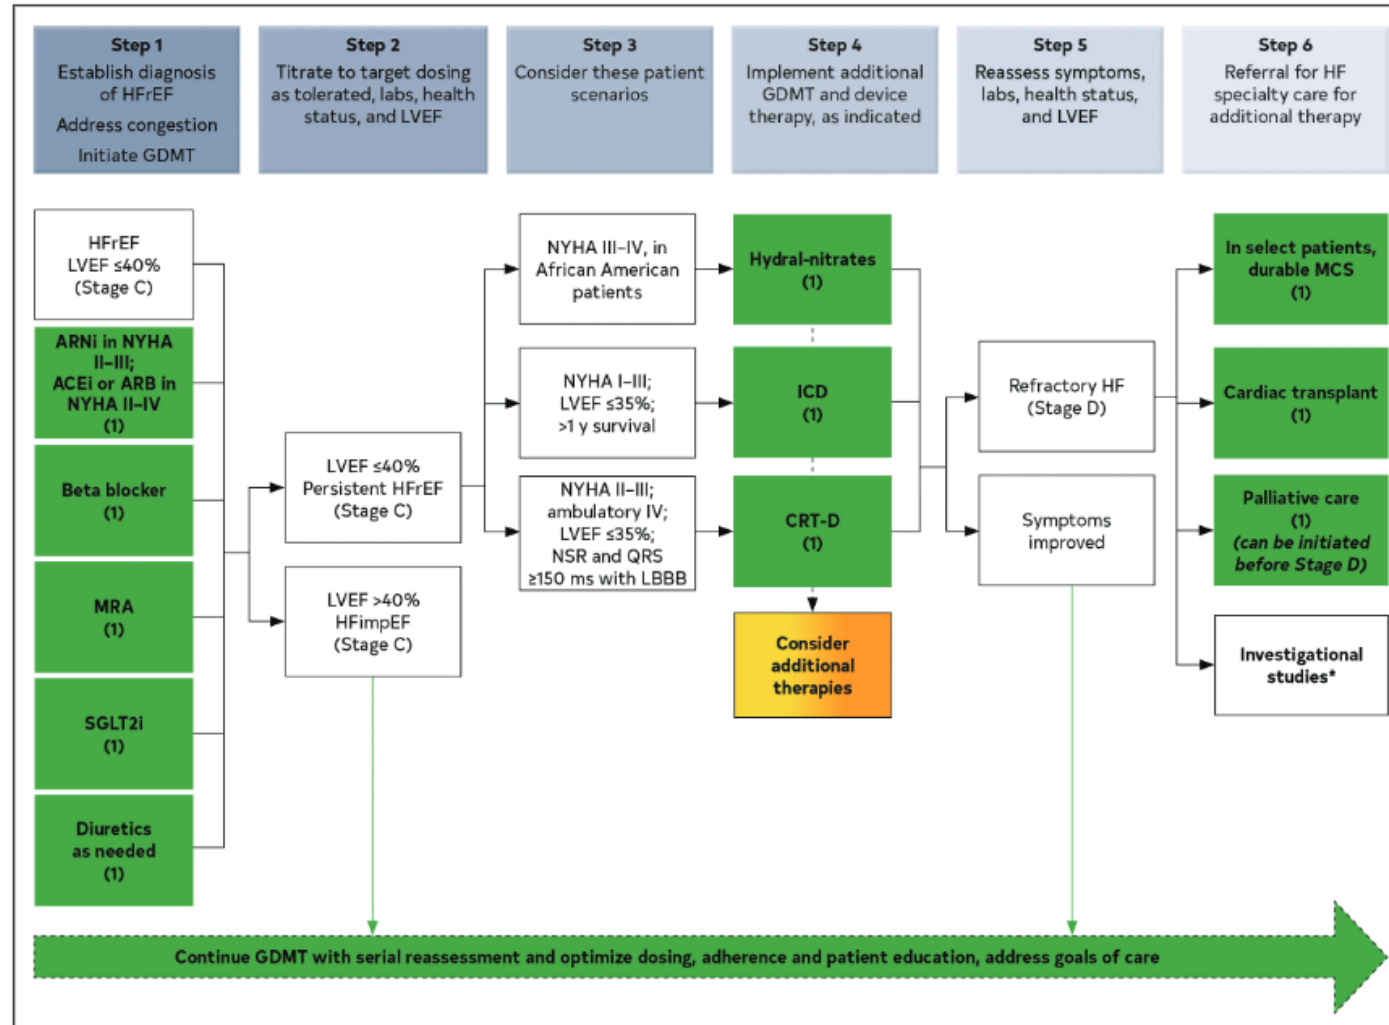 Step 1
Establish diagnosis
of HFrEF
Address congestion
Initiate GDMT
Step 2
Titrate to target dosing
as tolerated, labs, health
status, and LVEF
Step 3
Consider these patient
scenarios
Step 4
Implement additional
GDMT and device
therapy, as indicated
Step 5
Reassess symptoms,
labs, health status,
and LVEF
Step 6
Referral for HF
specialty care for
additional therapy
HFrEF
LVEF ≤40%
(Stage C)
ARNi in NYHA
II–III;
ACEi or ARB in
NYHA II–IV
(1)
Beta blocker
(1)
MRA
(1)
SGLT2i
(1)
Diuretics
as needed
(1)
LVEF ≤40%
Persistent HFrEF
(Stage C)
LVEF >40%
HFimpEF
(Stage C)
NYHA III–IV, in
African American
patients
NYHA I–III;
LVEF ≤35%;
>1 y survival
NYHA II–III;
ambulatory IV;
LVEF ≤35%;
NSR and QRS
≥150 ms with LBBB
Hydral-nitrates
(1)
ICD
(1)
CRT-D
(1)
Consider
additional
therapies
Refractory HF
(Stage D)
Symptoms
improved
In select patients,
durable MCS
(1)
Cardiac transplant
(1)
Palliative care
(1)
(can be initiated
before Stage D)
Investigational
studies*
Continue GDMT with serial reassessment and optimize dosing, adherence and patient education, address goals of care